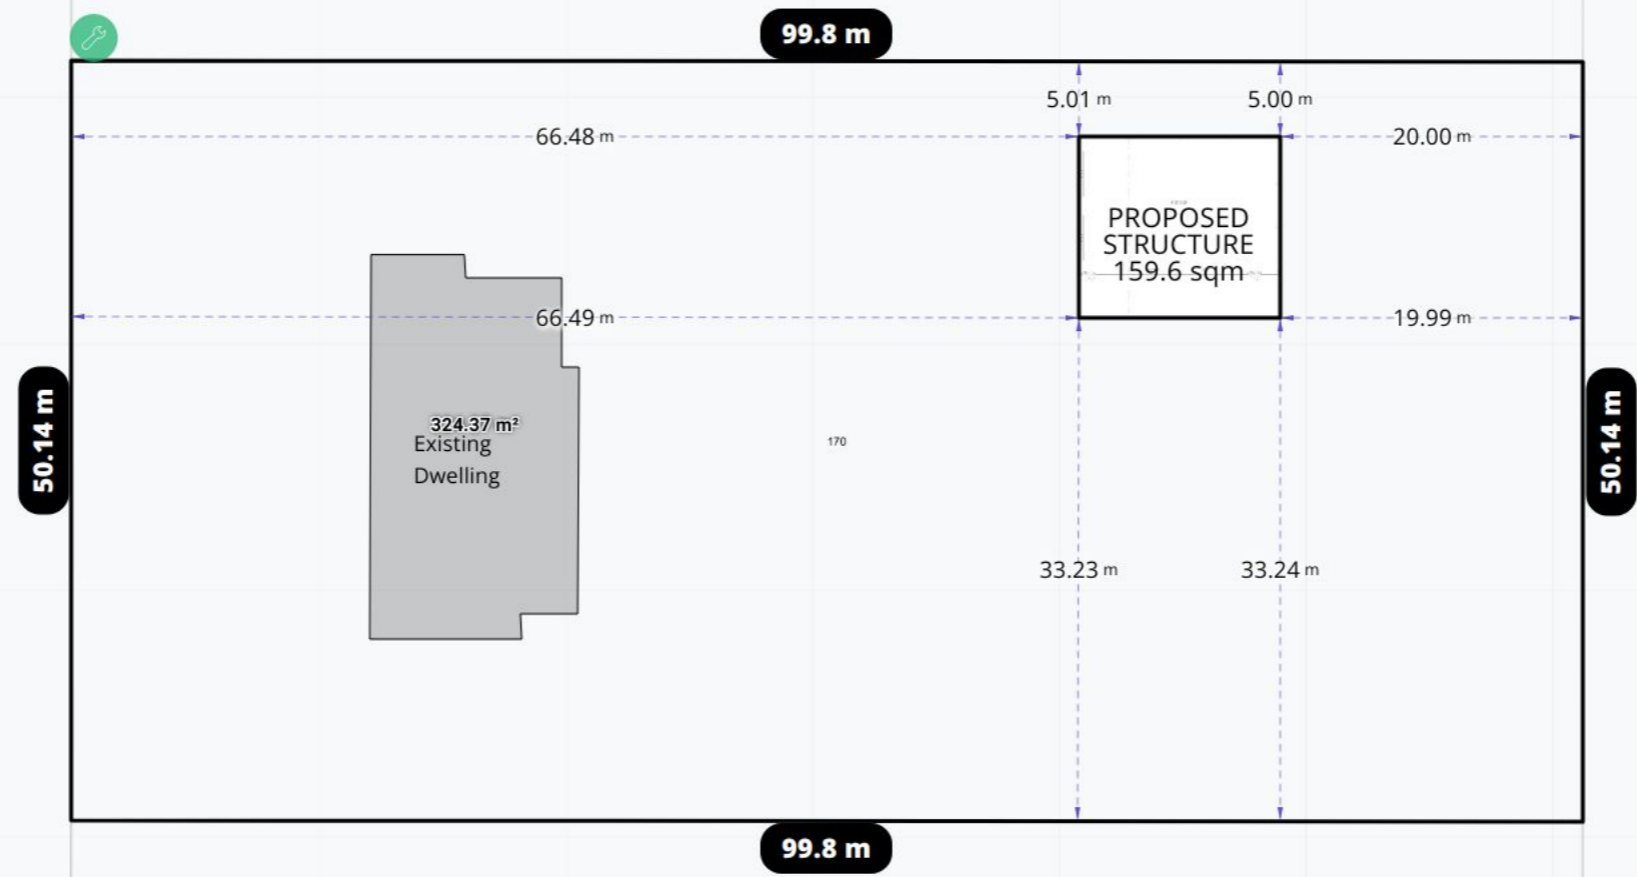 99.8 m
5.01 m
5.00 m
66.48 m
20.00 m
PROPOSED
STRUCTURE
159.6 sqm
66.49 m
19.99 m
50.14 m
324.37 m²
Existing
Dwelling
170
50.14 m
33.23 m
33.24 m
99.8 m